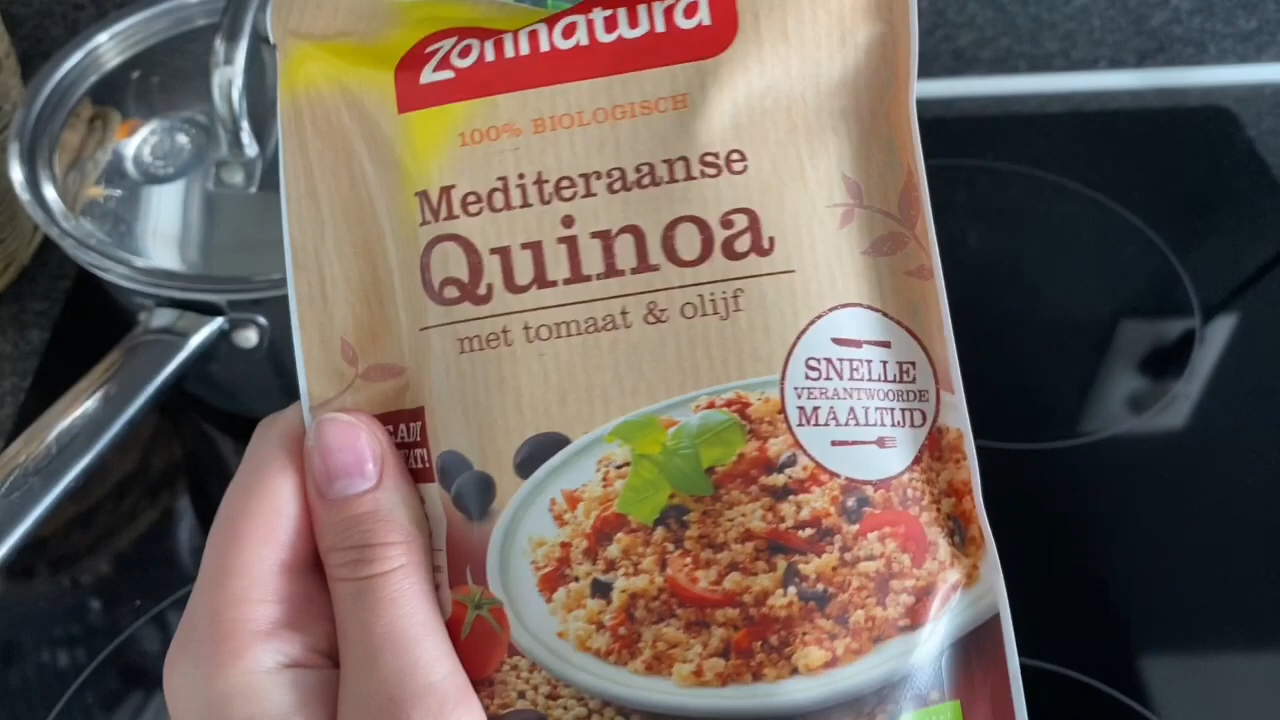 Zonnatura
100% BIOLOGISCH
Mediteraanse
Quinoa
met tomaat & olijf
SNELLE
VERANTWOORDE
MAALTIJD